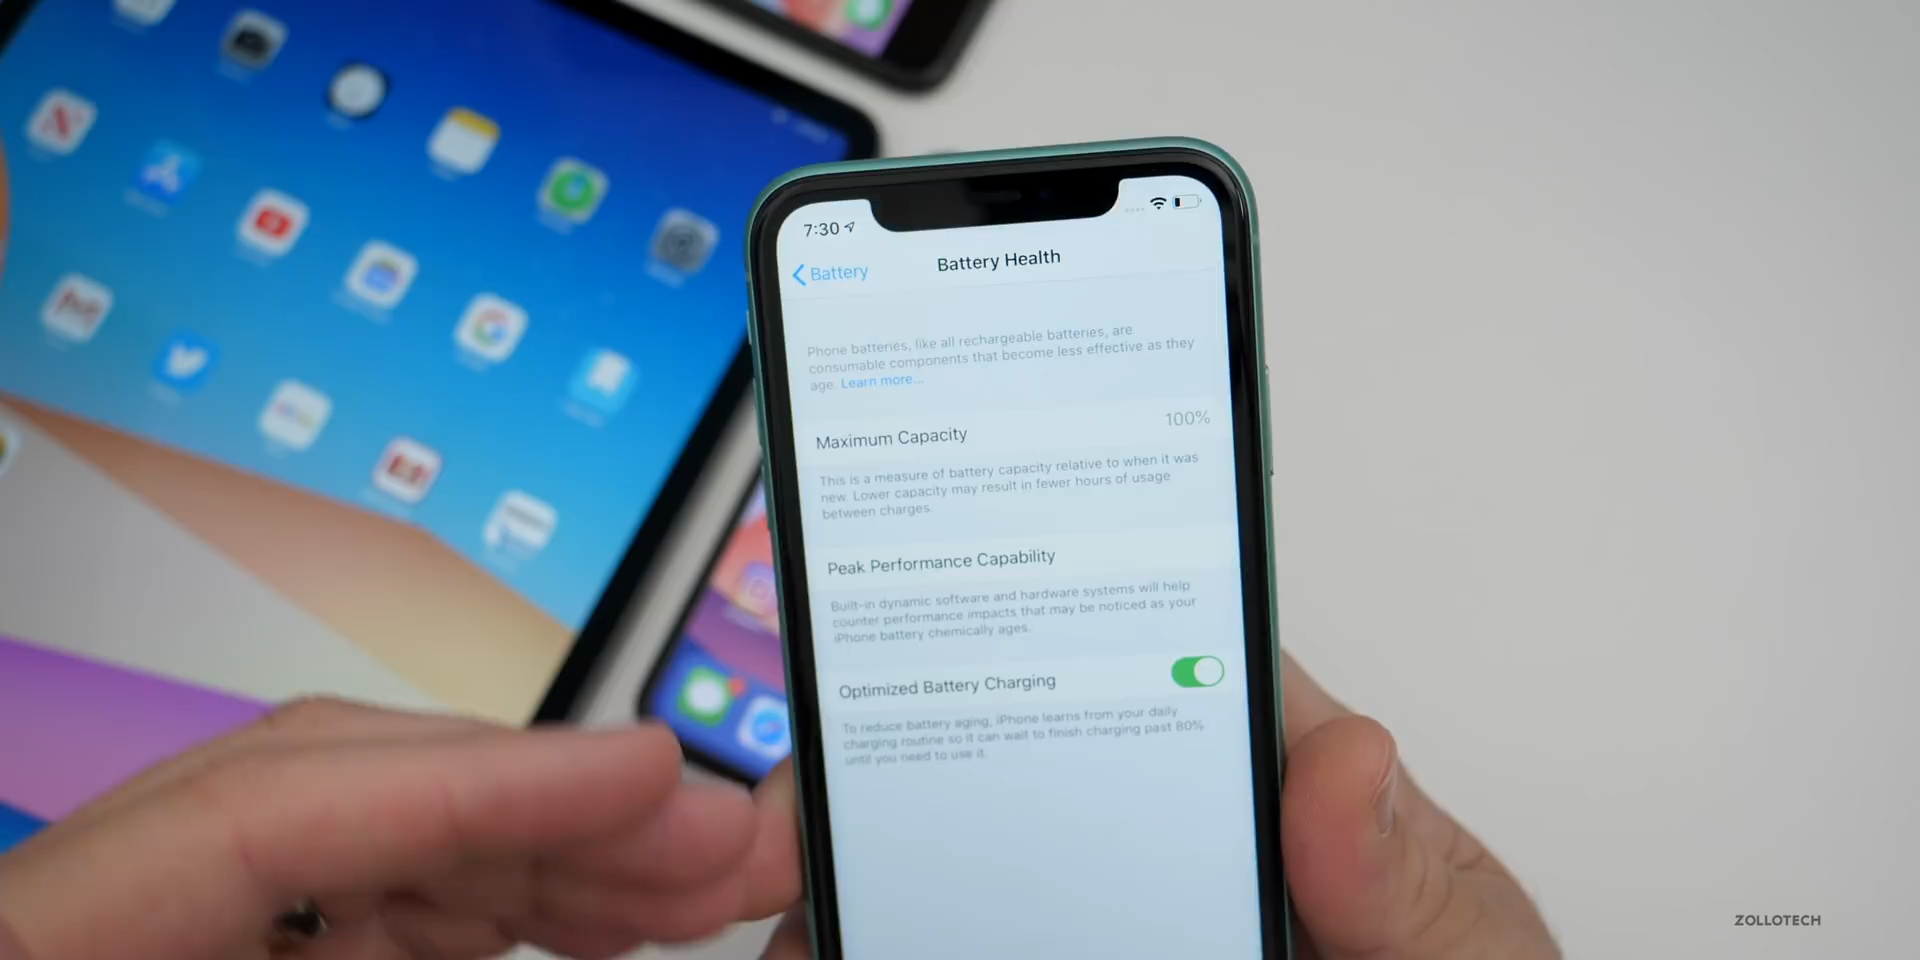 7:30
Battery
Battery Health
Phone batteries, like all rechargeable batteries, are
consumable components that become less effective as they
age. Learn more...
Maximum Capacity
100%
This is a measure of battery capacity relative to when it was
new. Lower capacity may result in fewer hours of usage
between charges.
Peak Performance Capability
Built-in dynamic software and hardware systems will help
counter performance impacts that may be noticed as your
iPhone battery chemically ages.
Optimized Battery Charging
To reduce battery aging, iPhone learns from your daily
charging routine so it can wait to finish charging past 80%
until you need to use it.
ZOLLOTECH